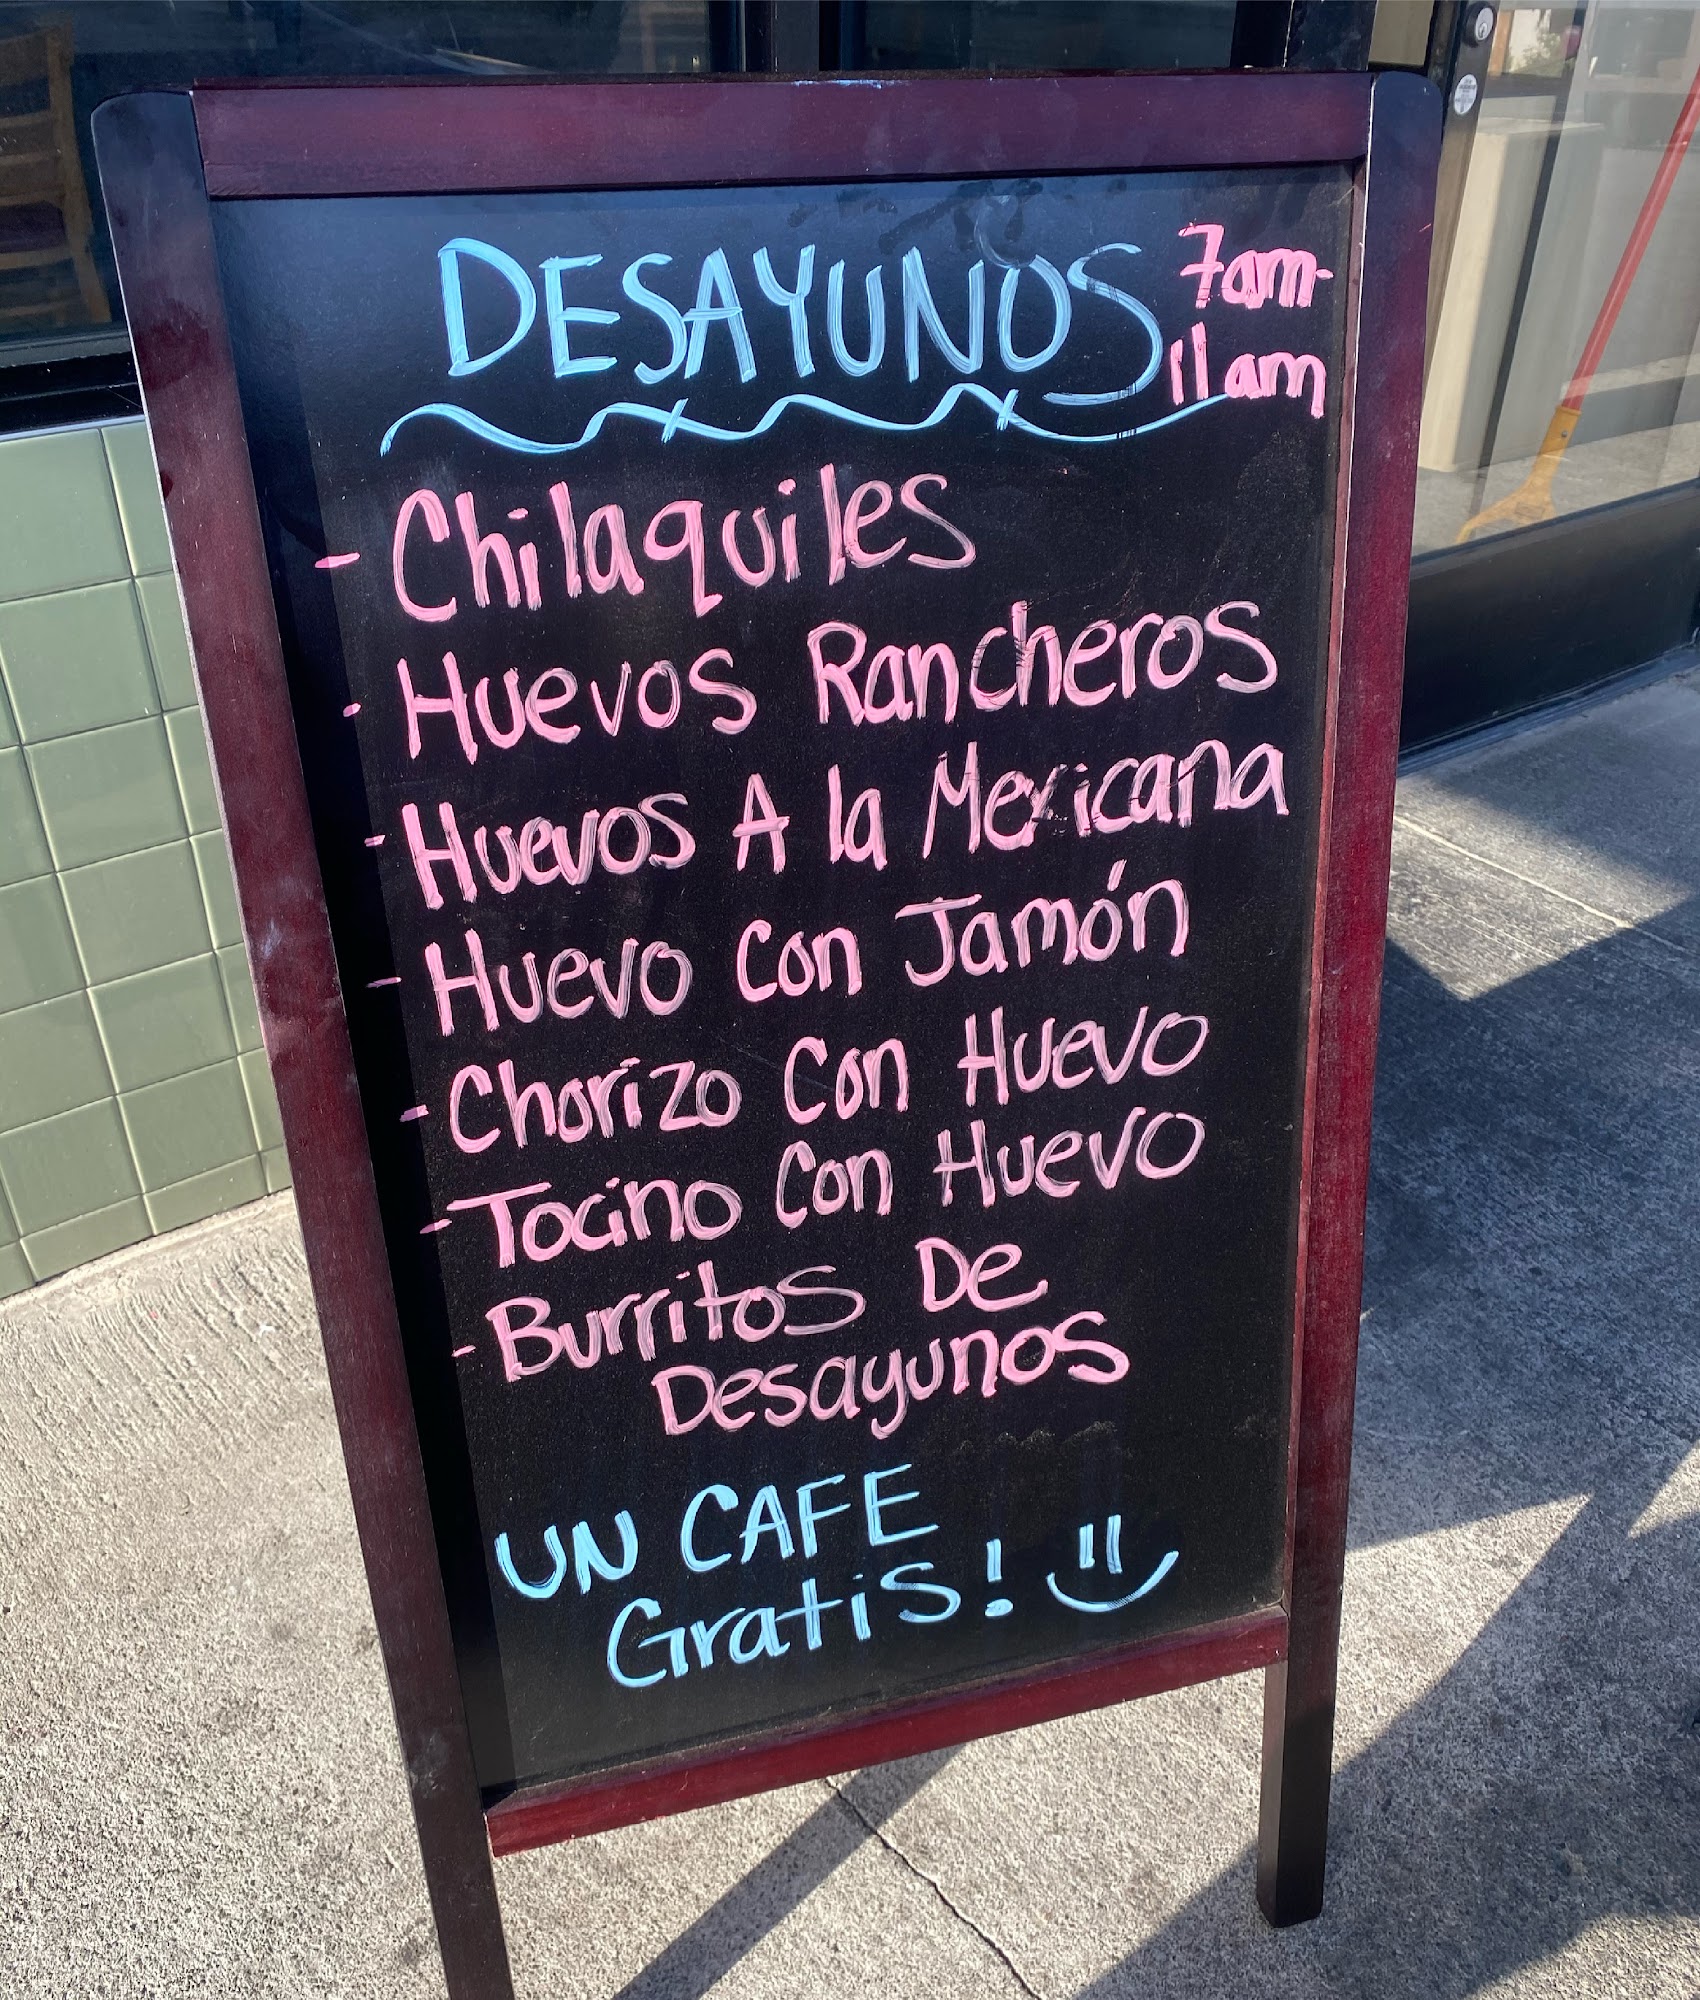 DESAYUNOS 7am-
11am
- Chilaquiles
- Huevos Rancheros
- Huevos A la Mexicana
- Huevo Con Jamón
- Chorizo Con Huevo
- Tocino Con Huevo
- Burritos De
Desayunos
UN CAFE
Gratis!